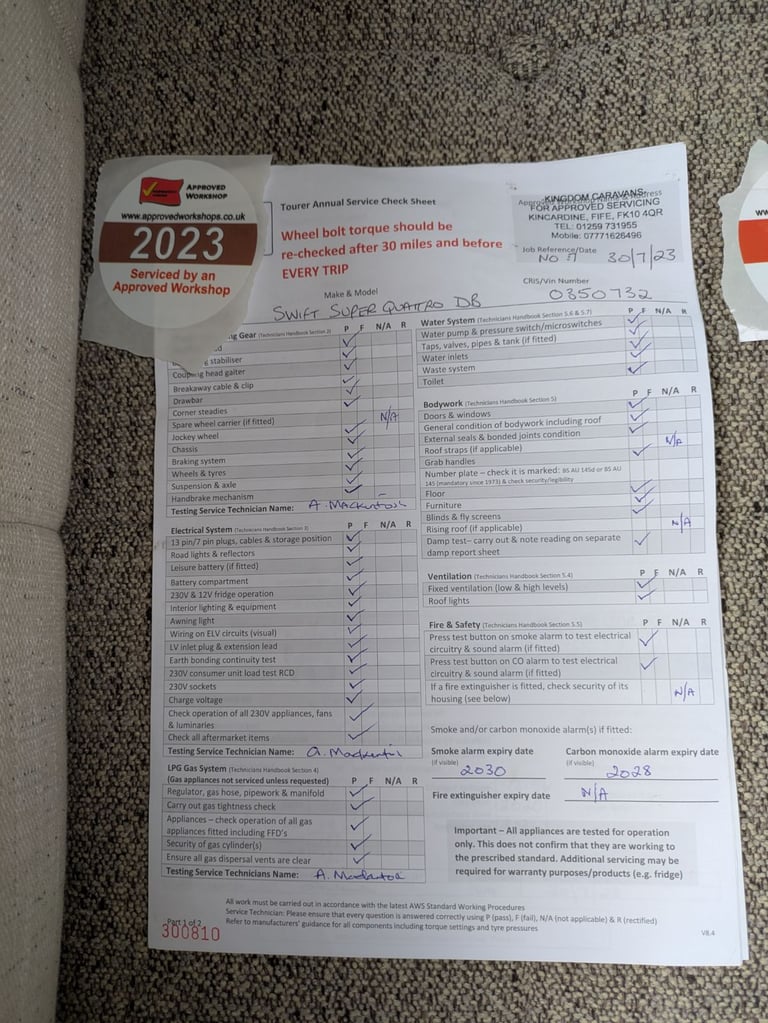 APPROVED
WORKSHOP
www.approvedworkshops.co.uk
2023
Serviced by an
Approved Workshop
Tourer Annual Service Check Sheet
Wheel bolt torque should be
re-checked after 30 miles and before
EVERY TRIP
KINGDOM CARAVANS
FOR APPROVED SERVICING
KINCARDINE, FIFE, FK10 4QR
TEL: 01259 731955
Mobile: 07771626496
Job Reference/Date
30/7/23
Make & Model
SWIFT SUPER QUATTRO DB
CRiS/Vin Number
0350732
Gear (Technicians Handbook Section 2) P F N/A R
stabiliser
Coupling head gaiter
Breakaway cable & clip
Drawbar
Corner steadies
Spare wheel carrier (if fitted) N/A
Jockey wheel
Chassis
Braking system
Wheels & tyres
Suspension & axle
Handbrake mechanism
Testing Service Technician Name: A. Mackintosh
Electrical System (Technicians Handbook Section 3) P F N/A R
13 pin/7 pin plugs, cables & storage position
Road lights & reflectors
Leisure battery (if fitted)
Battery compartment
230V & 12V fridge operation
Interior lighting & equipment
Awning light
Wiring on ELV circuits (visual)
LV inlet plug & extension lead
Earth bonding continuity test
230V consumer unit load test RCD
230V sockets
Charge voltage
Check operation of all 230V appliances, fans
& luminaries
Check all aftermarket items
Testing Service Technician Name: A. Mackintosh
LPG Gas System (Technicians Handbook Section 4)
(Gas appliances not serviced unless requested) P F N/A R
Regulator, gas hose, pipework & manifold
Carry out gas tightness check
Appliances – check operation of all gas
appliances fitted including FFD's
Security of gas cylinder(s)
Ensure all gas dispersal vents are clear
Testing Service Technicians Name: A. Mackintosh
Water System (Technicians Handbook Section 5.6 & 5.7) P F N/A R
Water pump & pressure switch/microswitches
Taps, valves, pipes & tank (if fitted)
Water inlets
Waste system
Toilet
Bodywork (Technicians Handbook Section 5) P F N/A R
Doors & windows
General condition of bodywork including roof
External seals & bonded joints condition
Roof straps (if applicable) N/A
Grab handles
Number plate – check it is marked: BS AU 145d or BS AU
145 (mandatory since 1973) & check security/legibility
Floor
Furniture
Blinds & fly screens
Rising roof (if applicable) N/A
Damp test– carry out & note reading on separate
damp report sheet
Ventilation (Technicians Handbook Section 5.4) P F N/A R
Fixed ventilation (low & high levels)
Roof lights
Fire & Safety (Technicians Handbook Section 5.5) P F N/A R
Press test button on smoke alarm to test electrical
circuitry & sound alarm (if fitted)
Press test button on CO alarm to test electrical
circuitry & sound alarm (if fitted)
If a fire extinguisher is fitted, check security of its
housing (see below) N/A
Smoke and/or carbon monoxide alarm(s) if fitted:
Smoke alarm expiry date
(if visible) 2030
Carbon monoxide alarm expiry date
(if visible) 2028
Fire extinguisher expiry date N/A
Important – All appliances are tested for operation
only. This does not confirm that they are working to
the prescribed standard. Additional servicing may be
required for warranty purposes/products (e.g. fridge)
All work must be carried out in accordance with the latest AWS Standard Working Procedures
Service Technician: Please ensure that every question is answered correctly using P (pass), F (fail), N/A (not applicable) & R (rectified)
Refer to manufacturers' guidance for all components including torque settings and tyre pressures
Part 1 of 2
300810
V8.4